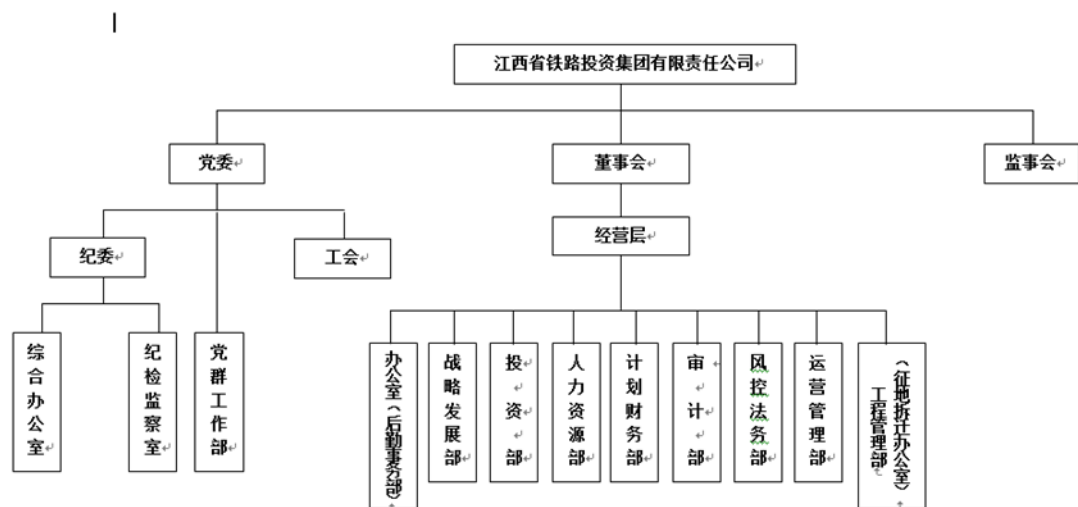 江西省铁路投资集团有限责任公司
党委
董事会
监事会
纪委
工会
经营层
综合办公室
纪检监察室
党群工作部
办公室（后勤事务部）
战略发展部
投资部
人力资源部
计划财务部
审计部
风控法务部
运营管理部
工程管理部
（征地拆迁办公室）